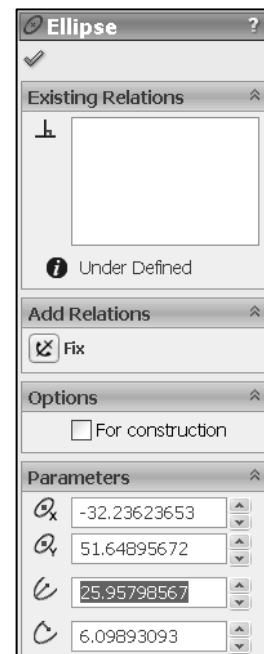 Ellipse ?
Existing Relations
Under Defined
Add Relations
Fix
Options
For construction
Parameters
-32.23623653
51.64895672
25.95798567
6.09893093